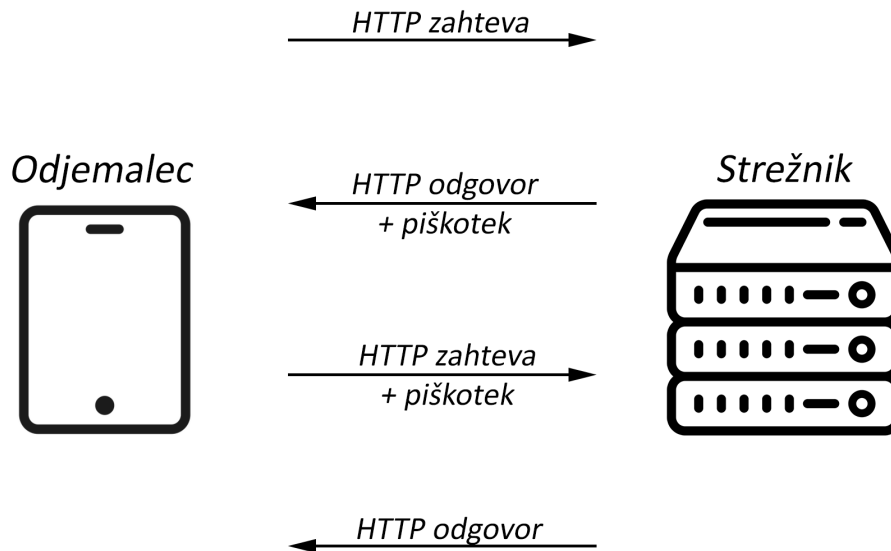 HTTP zahteva
Odjemalec
Strežnik
HTTP odgovor
+ piškotek
HTTP zahteva
+ piškotek
HTTP odgovor